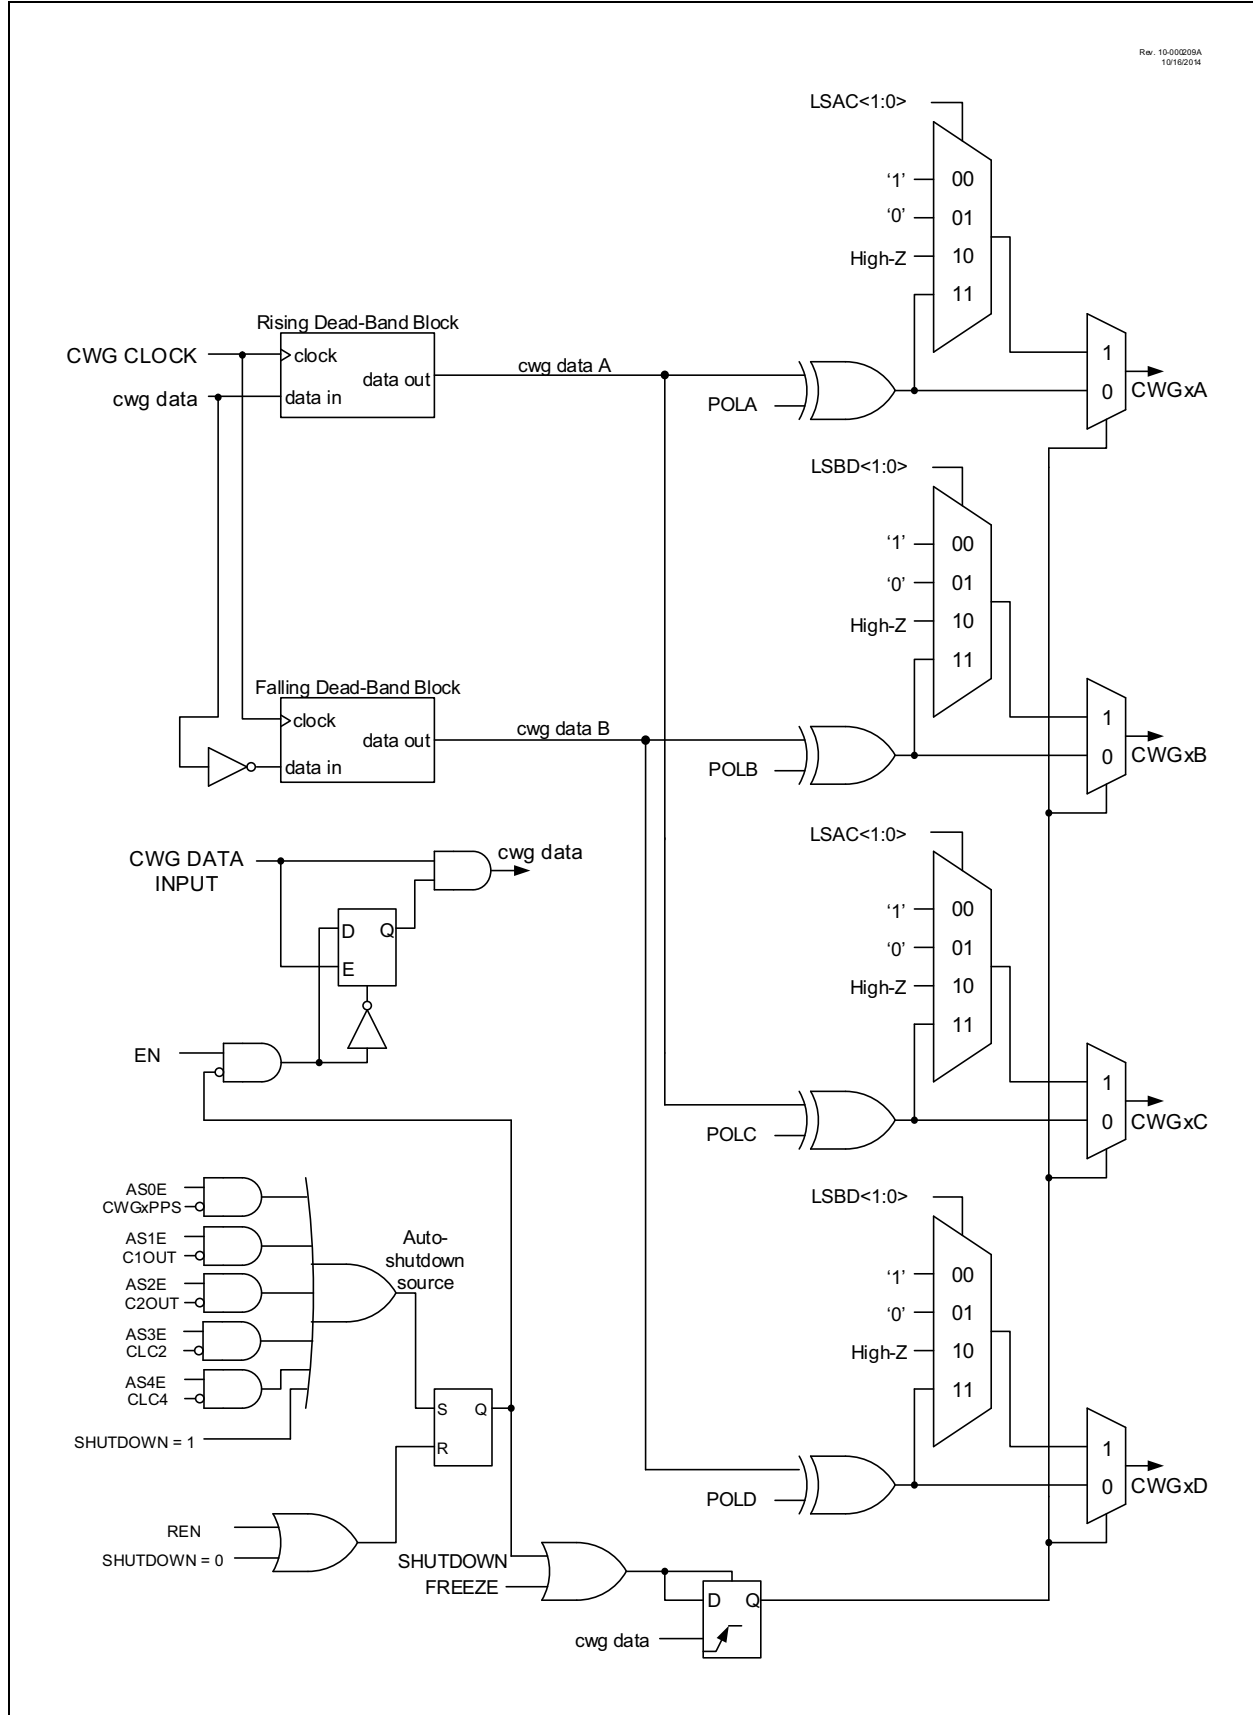 Rev. 10-000209A
10/16/2014
LSAC<1:0>
‘1’
00
‘0’
01
High-Z
10
11
1
0
CWGxA
Rising Dead-Band Block
CWG CLOCK
clock
cwg data
data in
data out
cwg data A
POLA
LSBD<1:0>
‘1’
00
‘0’
01
High-Z
10
11
1
0
CWGxB
Falling Dead-Band Block
clock
data out
data in
cwg data B
POLB
CWG DATA
INPUT
cwg data
D
Q
E
EN
LSAC<1:0>
‘1’
00
‘0’
01
High-Z
10
11
1
0
CWGxC
POLC
AS0E
CWGxPPS
AS1E
C1OUT
AS2E
C2OUT
AS3E
CLC2
AS4E
CLC4
SHUTDOWN = 1
Auto-
shutdown
source
S
Q
R
REN
SHUTDOWN = 0
SHUTDOWN
FREEZE
D
Q
cwg data
LSBD<1:0>
‘1’
00
‘0’
01
High-Z
10
11
1
0
CWGxD
POLD